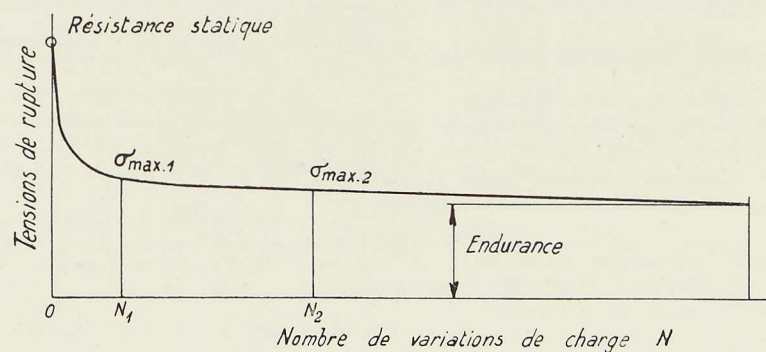 Résistance statique
Tensions de rupture
σmax.1
σmax.2
Endurance
0 N1 N2
Nombre de variations de charge N